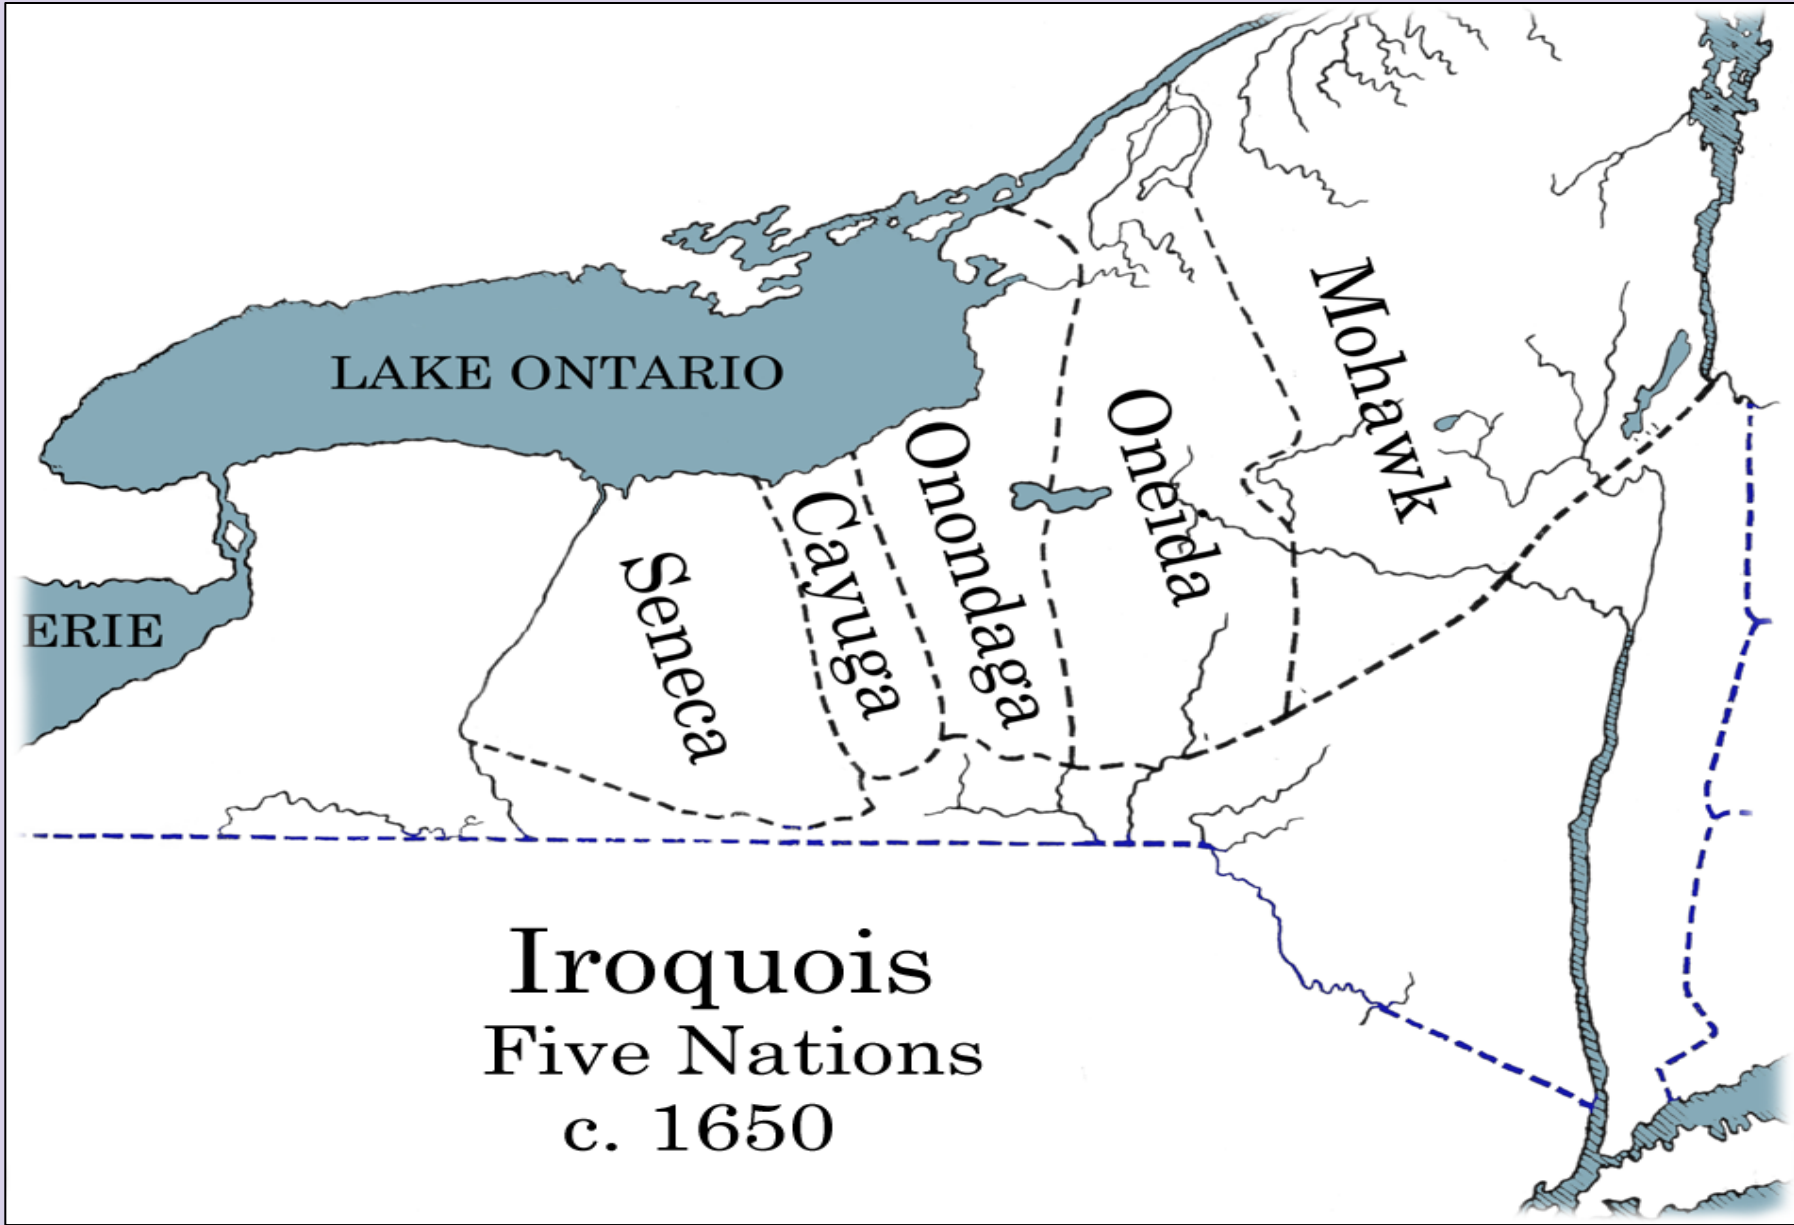 LAKE ONTARIO
ERIE
Seneca
Cayuga
Onondaga
Oneida
Mohawk
Iroquois
Five Nations
c. 1650